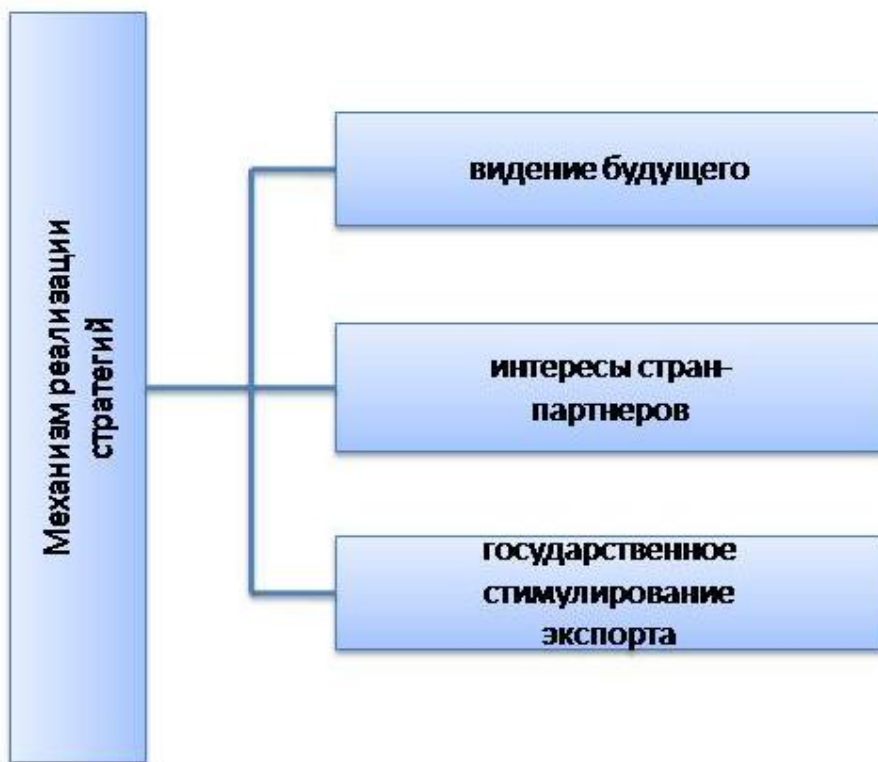 Механизм реализации
стратегий
видение будущего
интересы стран-
партнеров
государственное
стимулирование
экспорта